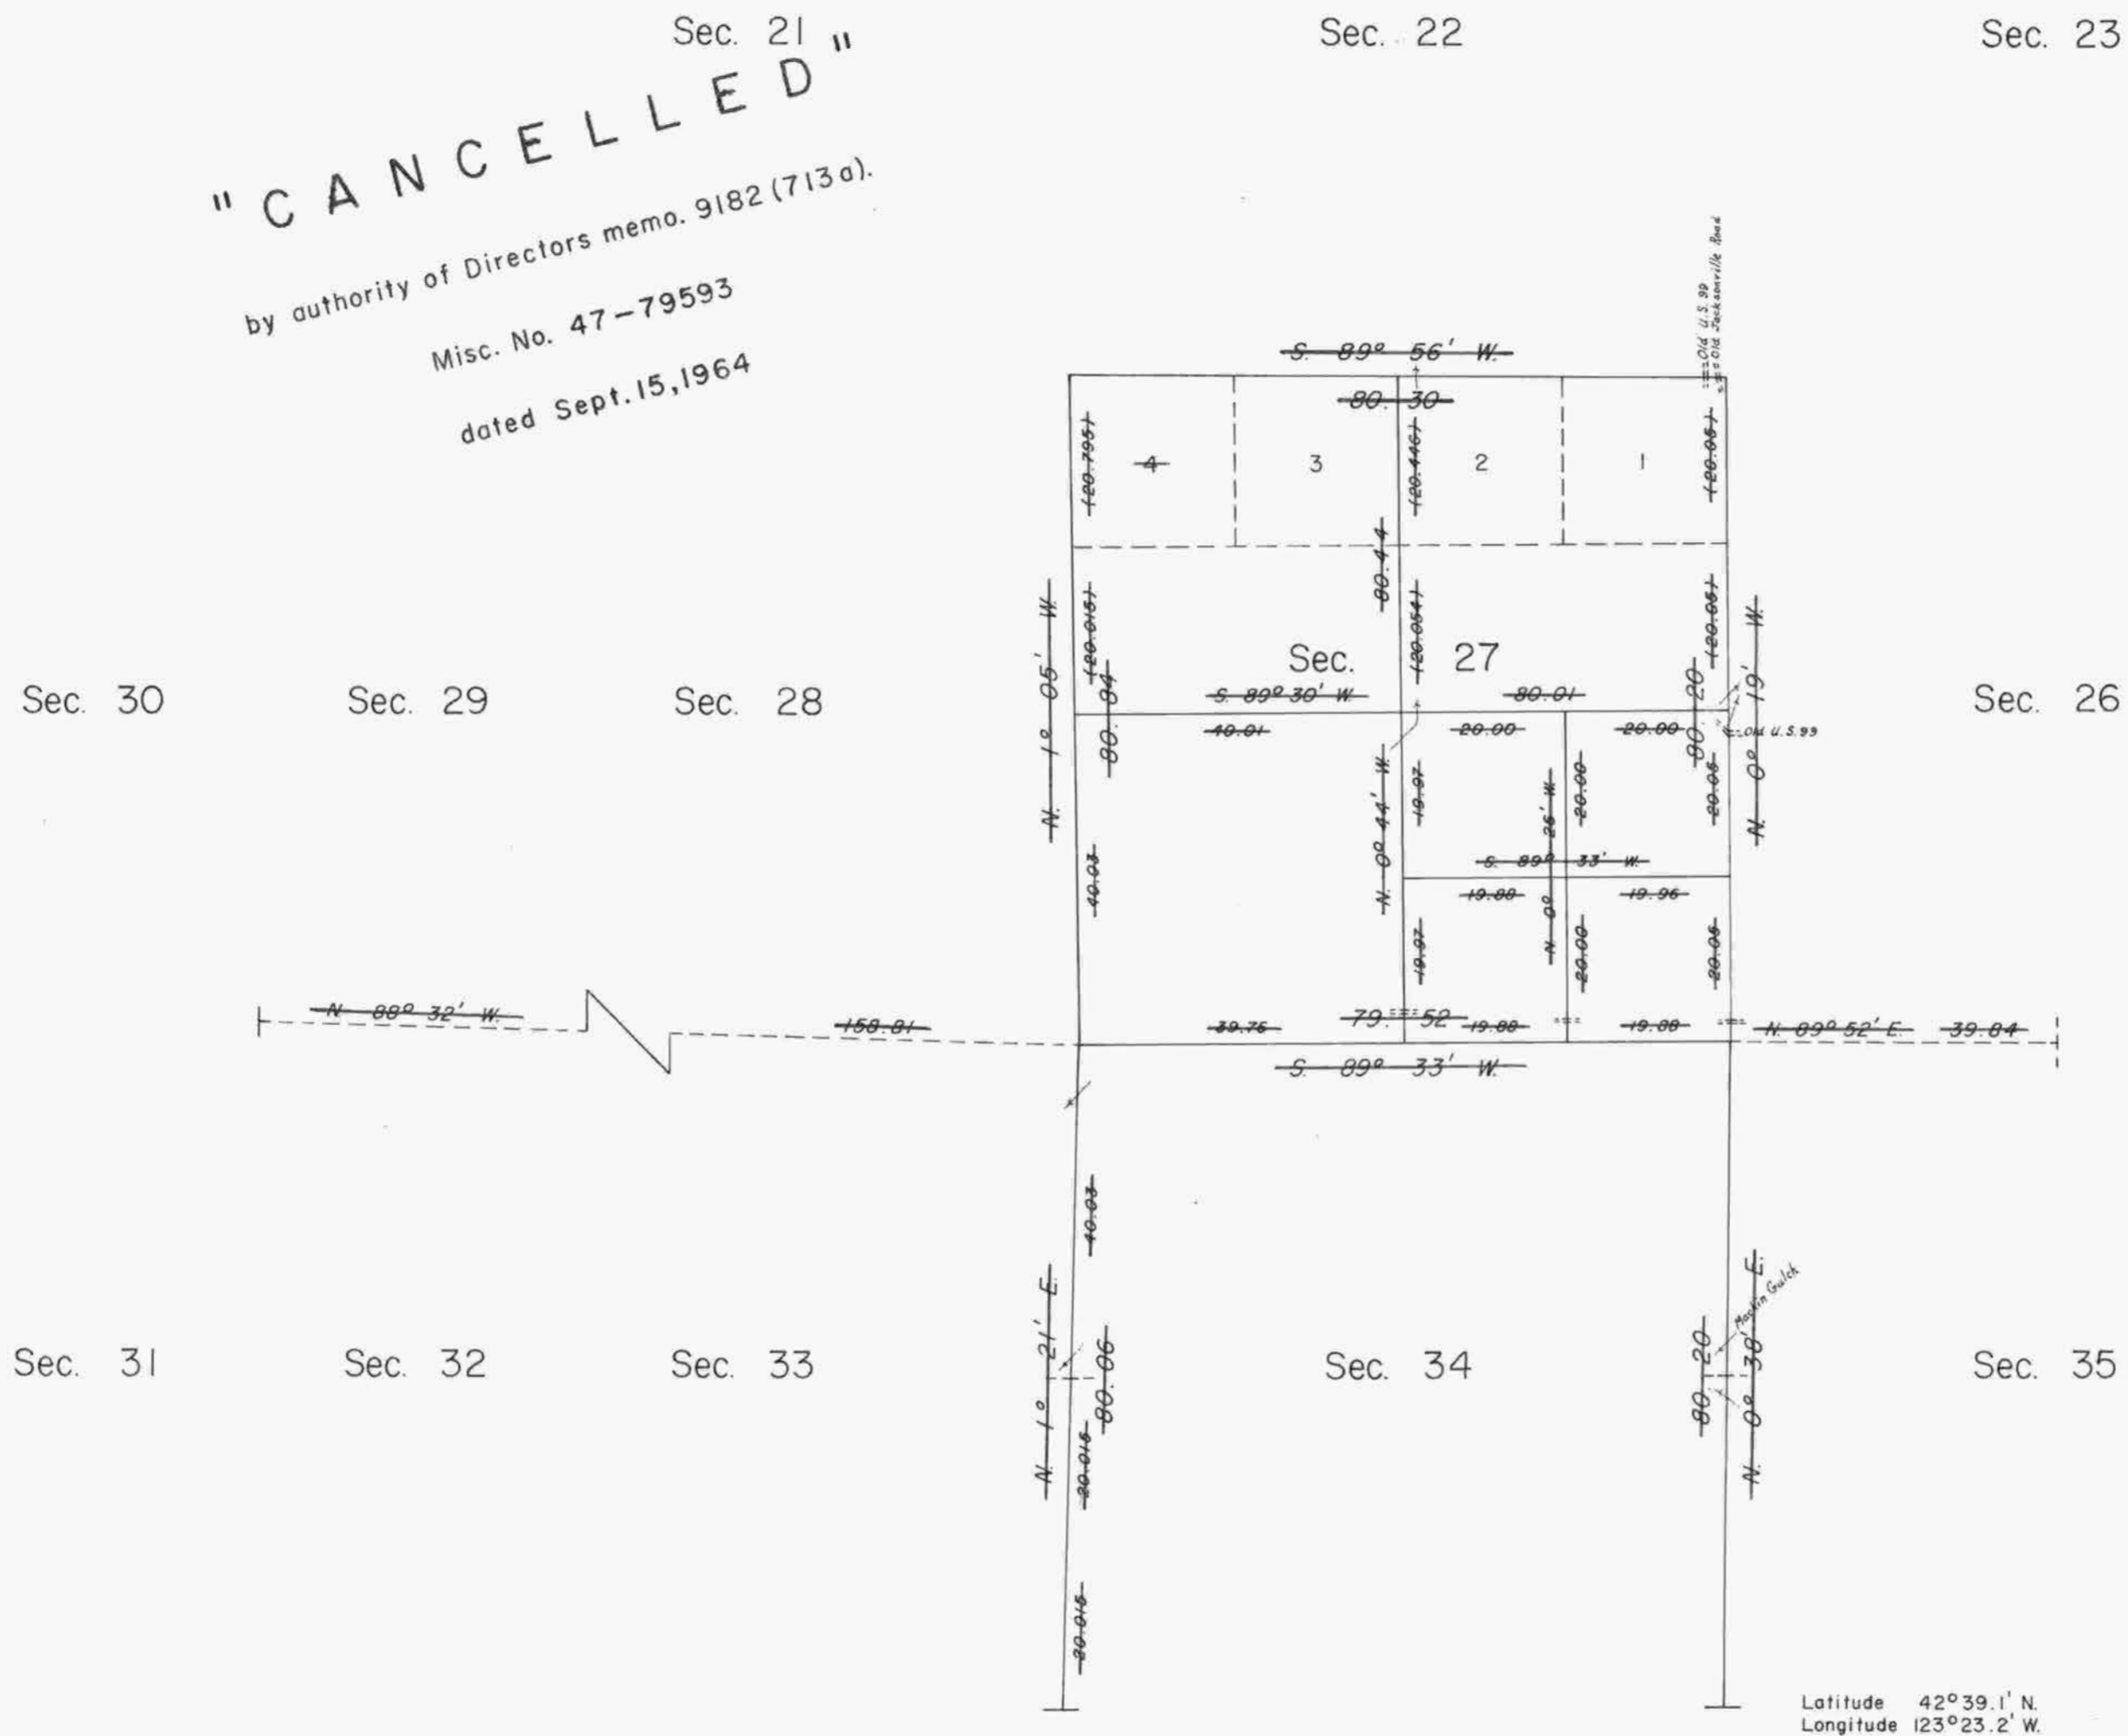 Sec. 21
Sec. 22
Sec. 23
"CANCELLED"
by authority of Directors memo. 9182 (713a).
Misc. No. 47-79593
dated Sept. 15, 1964
Old U.S. 99
Old Jacksonville Road
S. 89° 56' W.
80.30
(20.795)
4
3
(20.446)
2
1
(20.05)
80.44
N. 1° 05' W.
(20.015)
80.84
(20.054)
(20.05)
80.20
N. 0° 19' W.
Sec. 27
Sec. 30
Sec. 29
Sec. 28
S. 89° 30' W.
80.01
Sec. 26
40.01
20.00
20.00
Old U.S. 99
N. 0° 44' W.
19.97
N. 0° 26' W.
20.00
20.05
40.03
S. 89° 33' W.
19.88
19.96
19.97
20.00
20.05
N. 88° 32' W.
158.81
39.76
79.52
19.88
19.88
N. 89° 52' E.
39.84
S. 89° 33' W.
40.03
N. 1° 21' E.
80.06
Sec. 31
Sec. 32
Sec. 33
Sec. 34
80.20
N. 0° 30' E.
Gulch
Sec. 35
20.015
20.015
Latitude 42° 39.1' N.
Longitude 123° 23.2' W.